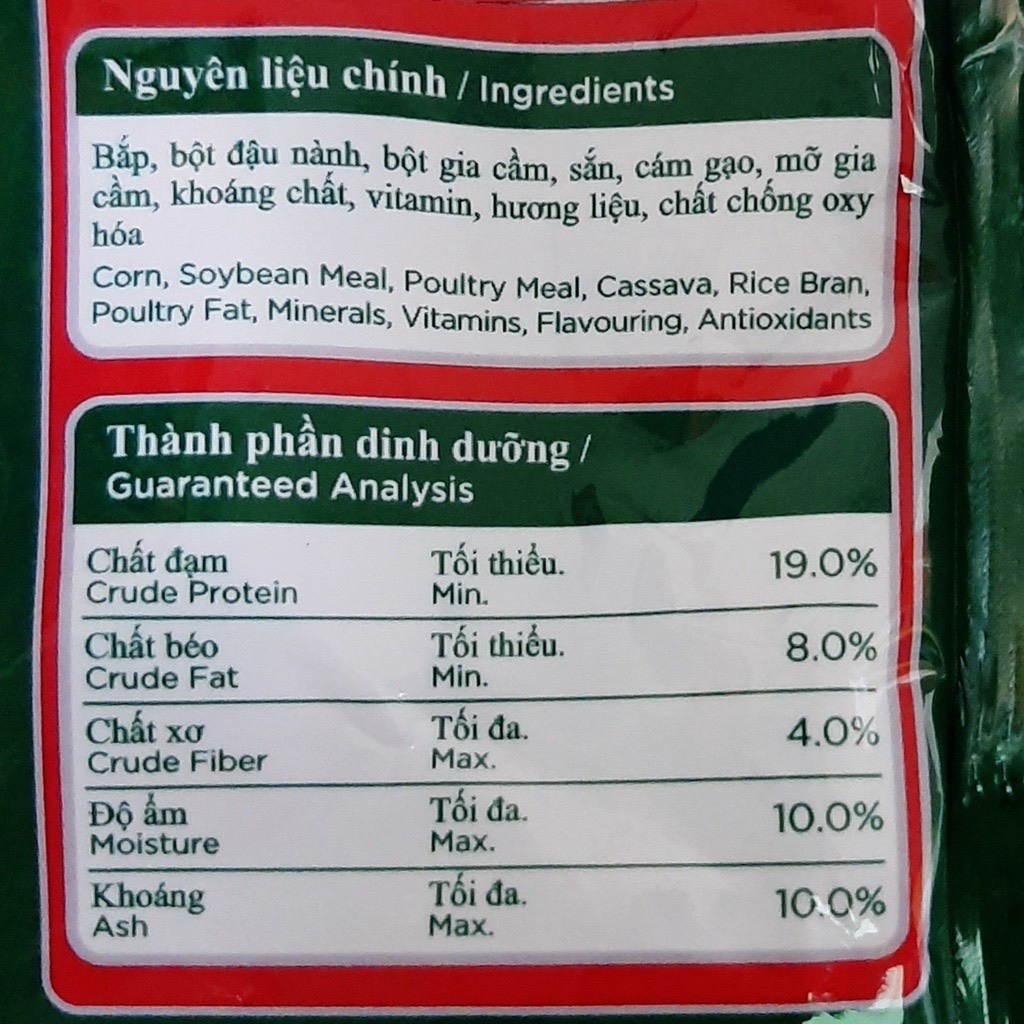 Nguyên liệu chính / Ingredients
Bắp, bột đậu nành, bột gia cầm, sắn, cám gạo, mỡ gia
cầm, khoáng chất, vitamin, hương liệu, chất chống oxy
hóa
Corn, Soybean Meal, Poultry Meal, Cassava, Rice Bran,
Poultry Fat, Minerals, Vitamins, Flavouring, Antioxidants
Thành phần dinh dưỡng /
Guaranteed Analysis
Chất đạm Tối thiểu. 19.0%
Crude Protein Min.
Chất béo Tối thiểu. 8.0%
Crude Fat Min.
Chất xơ Tối đa. 4.0%
Crude Fiber Max.
Độ ẩm Tối đa. 10.0%
Moisture Max.
Khoáng Tối đa. 10.0%
Ash Max.